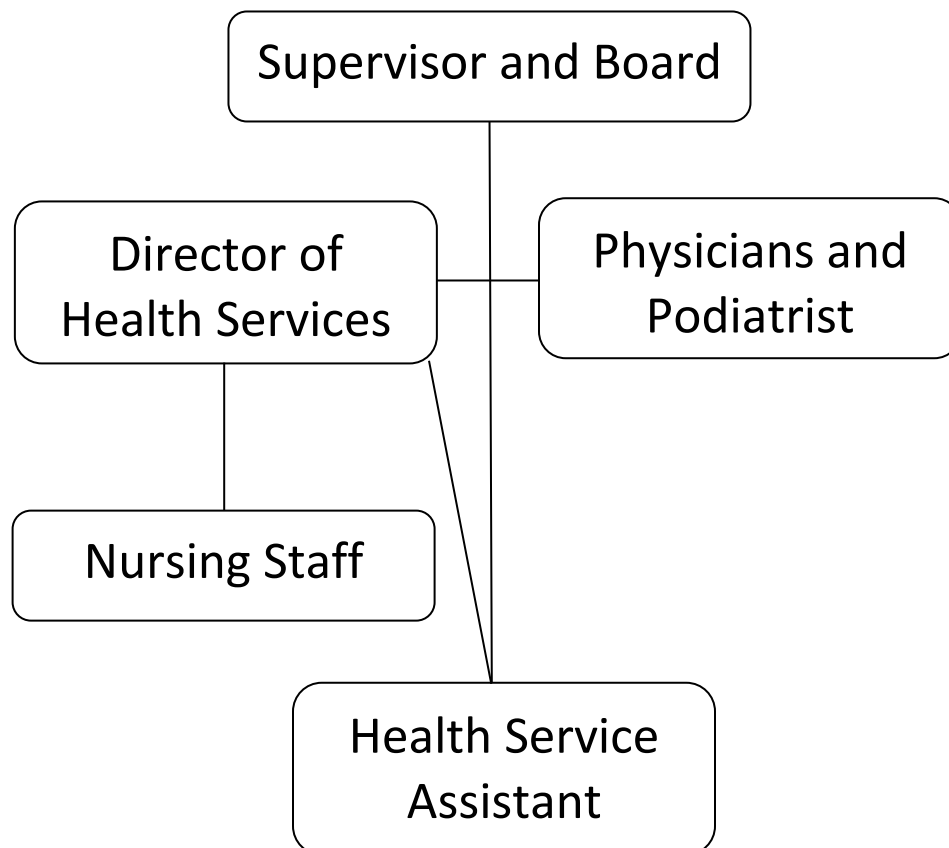 Supervisor and Board
Director of
Health Services
Physicians and
Podiatrist
Nursing Staff
Health Service
Assistant